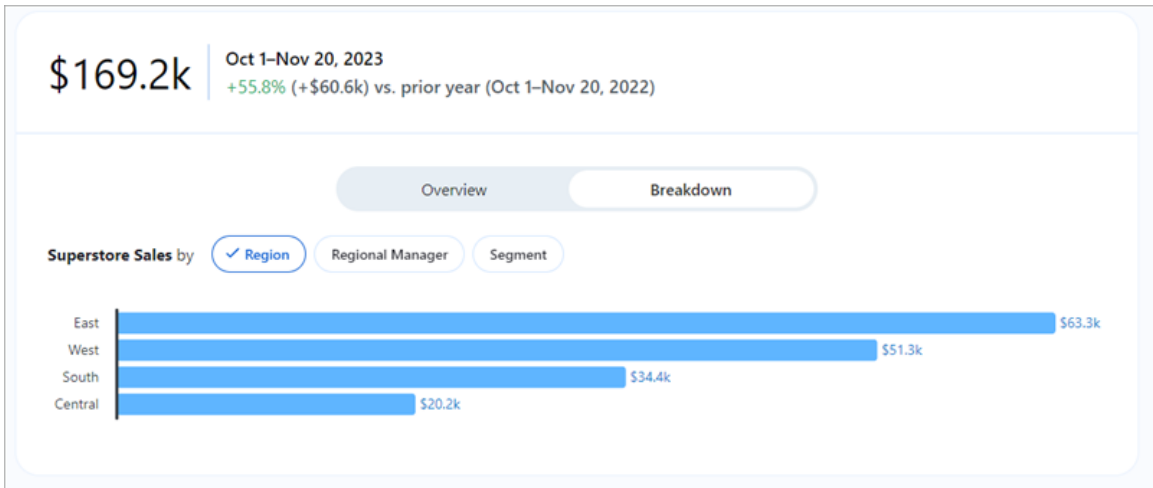 $169.2k
Oct 1–Nov 20, 2023
+55.8% (+$60.6k) vs. prior year (Oct 1–Nov 20, 2022)
Overview Breakdown
Superstore Sales by Region Regional Manager Segment
East $63.3k
West $51.3k
South $34.4k
Central $20.2k